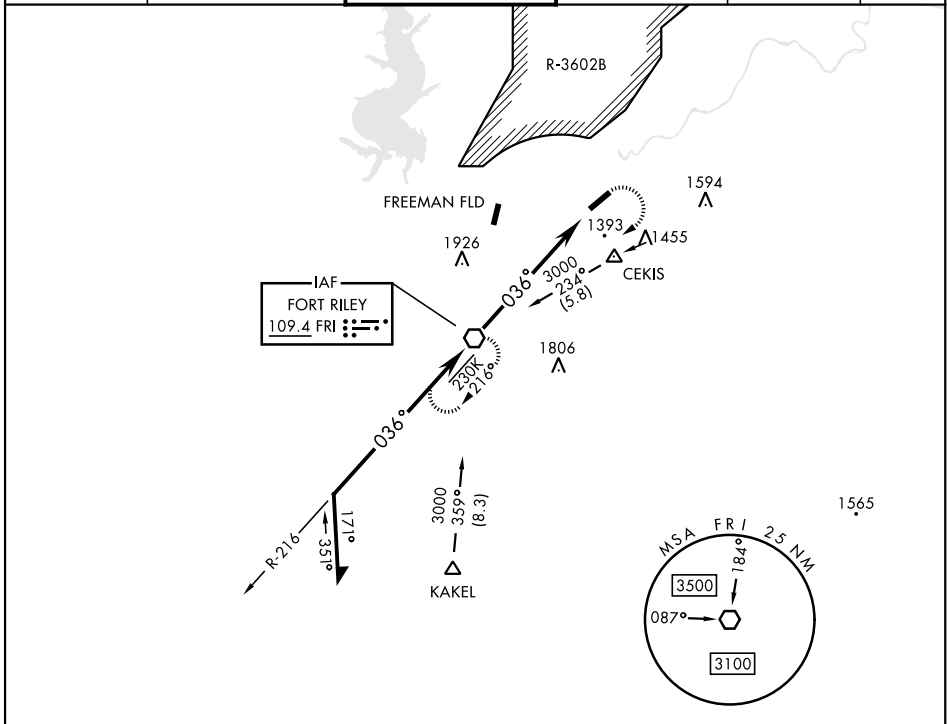 R-3602B
FREEMAN FLD
1594
1393
1455
1926
CEKIS
3000
234°
(5.8)
036°
IAF
FORT RILEY
109.4 FRI
1806
230K
216°
036°
3000
359°
(8.3)
171°
351°
R-216
KAKEL
1565
MSA FRI 25 NM
184°
3500
087°
3100